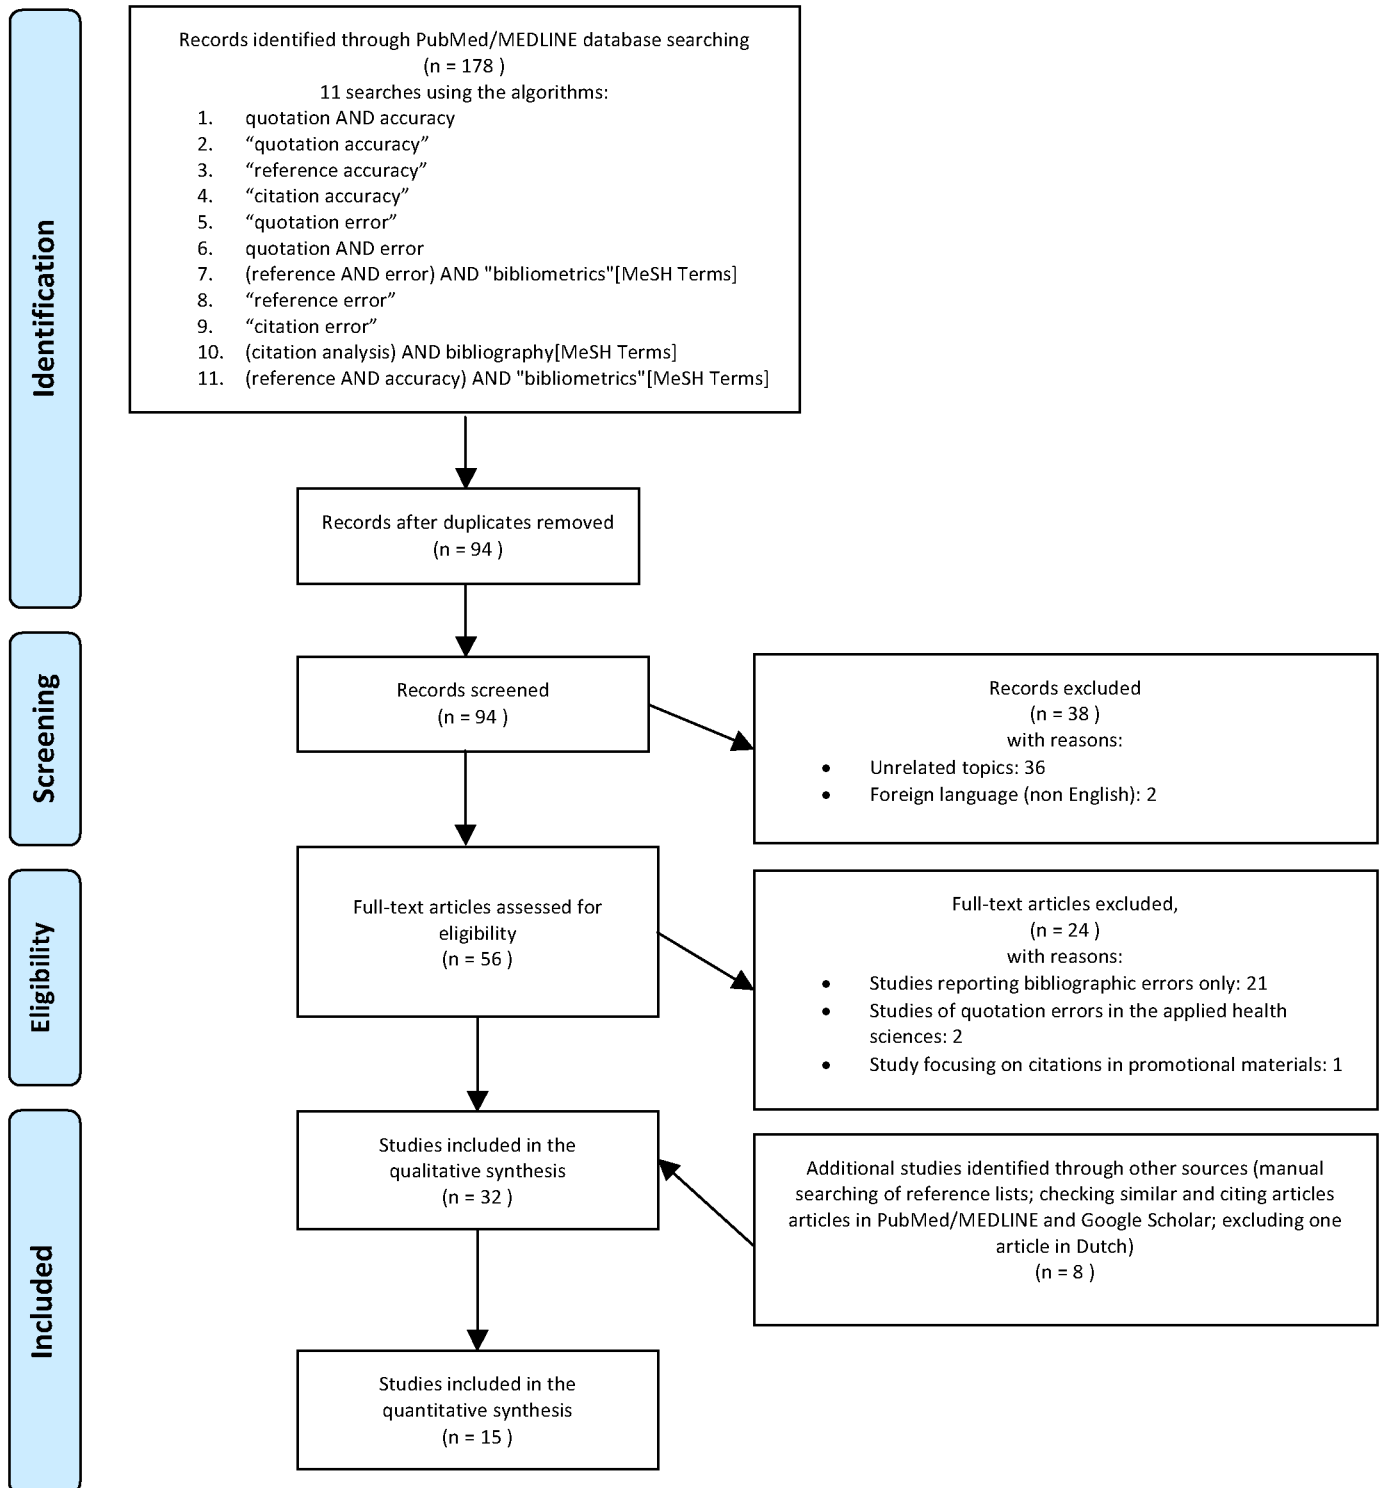 Identification
Records identified through PubMed/MEDLINE database searching
(n = 178 )
11 searches using the algorithms:
1. quotation AND accuracy
2. “quotation accuracy”
3. “reference accuracy”
4. “citation accuracy”
5. “quotation error”
6. quotation AND error
7. (reference AND error) AND "bibliometrics"[MeSH Terms]
8. “reference error”
9. “citation error”
10. (citation analysis) AND bibliography[MeSH Terms]
11. (reference AND accuracy) AND "bibliometrics"[MeSH Terms]
Records after duplicates removed
(n = 94 )
Screening
Records screened
(n = 94 )
Records excluded
(n = 38 )
with reasons:
• Unrelated topics: 36
• Foreign language (non English): 2
Eligibility
Full-text articles assessed for
eligibility
(n = 56 )
Full-text articles excluded,
(n = 24 )
with reasons:
• Studies reporting bibliographic errors only: 21
• Studies of quotation errors in the applied health
sciences: 2
• Study focusing on citations in promotional materials: 1
Included
Studies included in the
qualitative synthesis
(n = 32 )
Additional studies identified through other sources (manual
searching of reference lists; checking similar and citing articles
articles in PubMed/MEDLINE and Google Scholar; excluding one
article in Dutch)
(n = 8 )
Studies included in the
quantitative synthesis
(n = 15 )